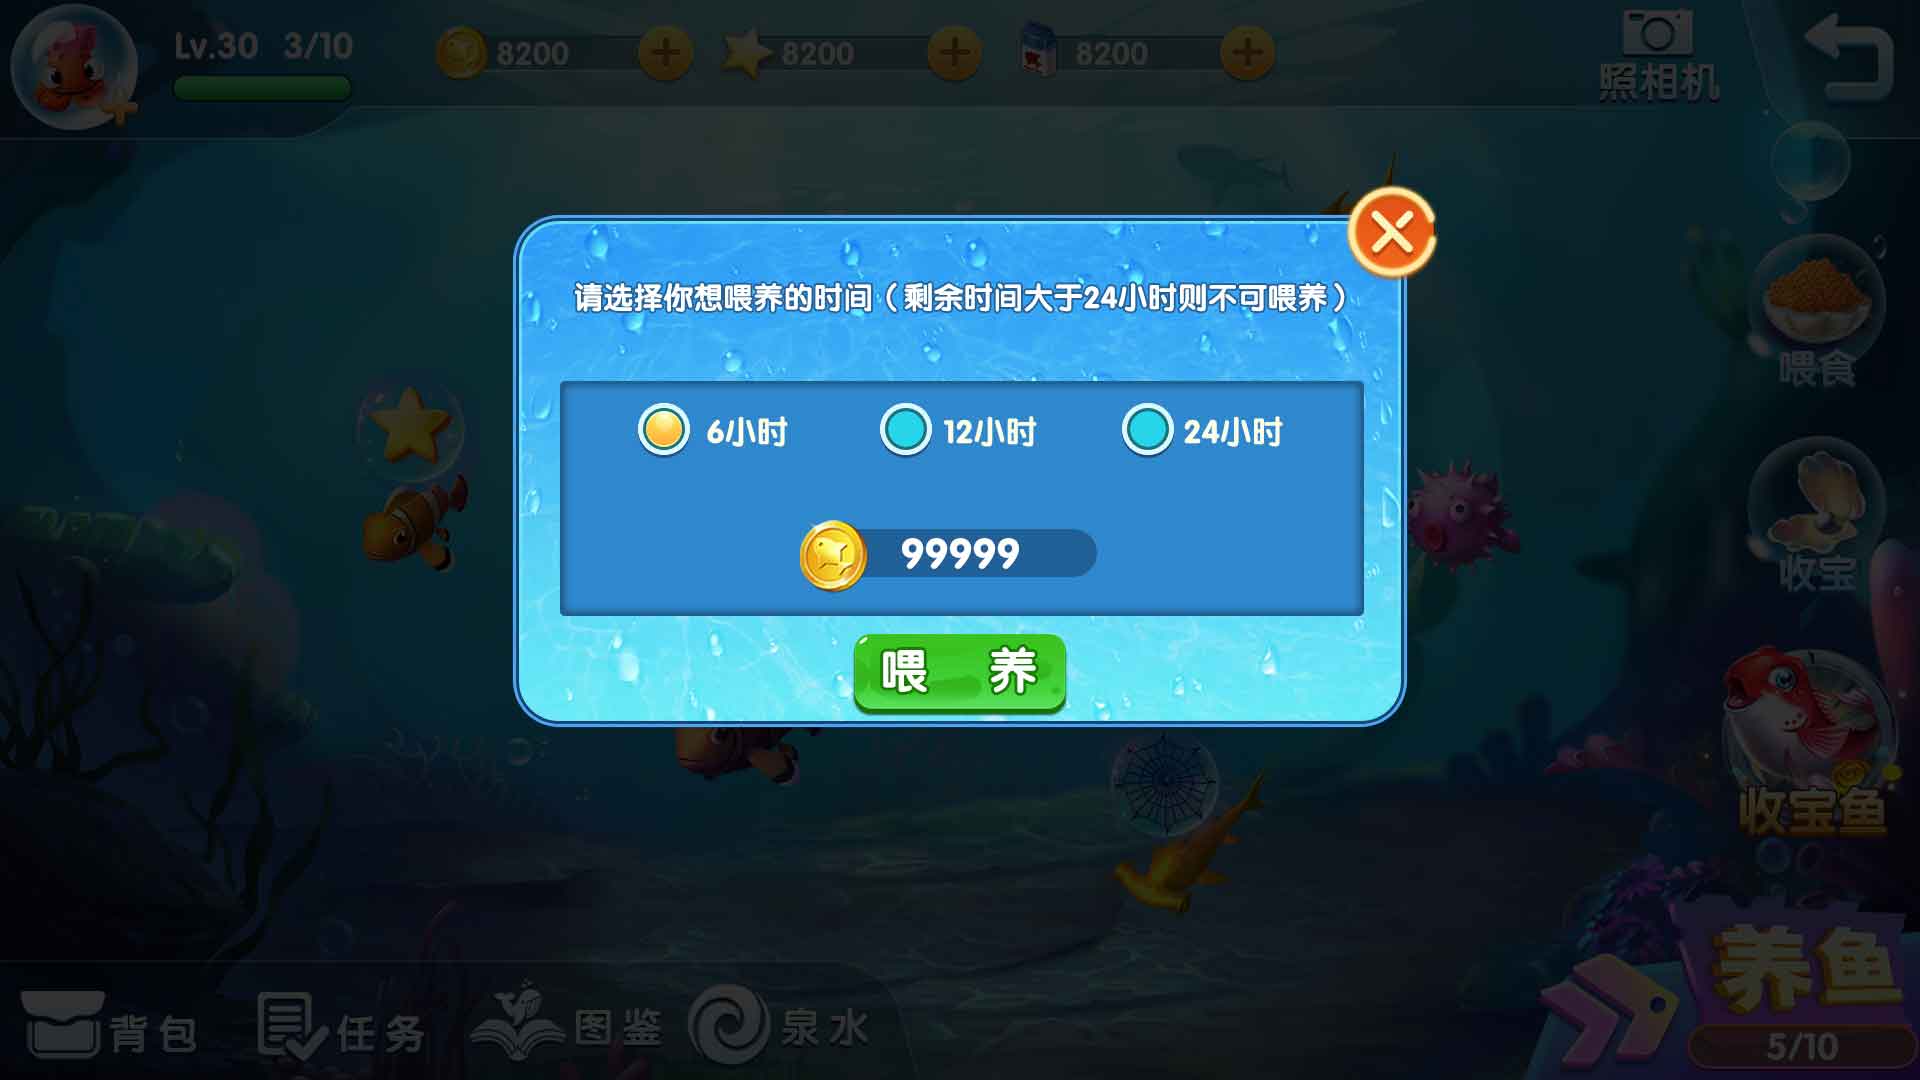 Lv.30 3/10
8200
8200
8200
照相机
请选择你想喂养的时间（剩余时间大于24小时则不可喂养）
6小时
12小时
24小时
99999
喂 养
喂食
收宝
收宝鱼
养鱼
5/10
背包
任务
图鉴
泉水